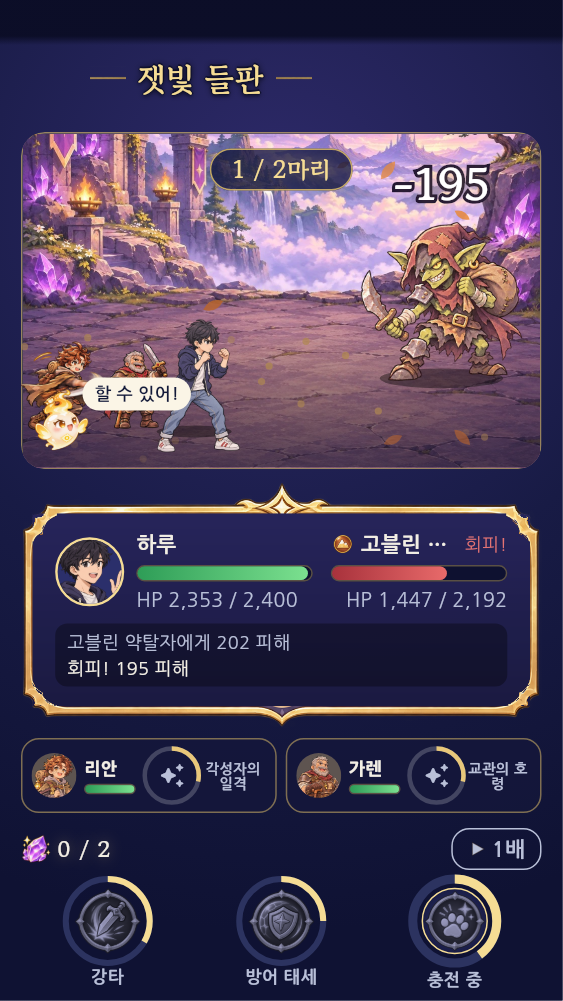 잿빛 들판
1 / 2마리
-195
할 수 있어!
하루
고블린 ···
회피!
HP 2,353 / 2,400
HP 1,447 / 2,192
고블린 약탈자에게 202 피해
회피! 195 피해
리안
각성자의
일격
가렌
교관의 호
령
0 / 2
1배
강타
방어 태세
충전 중